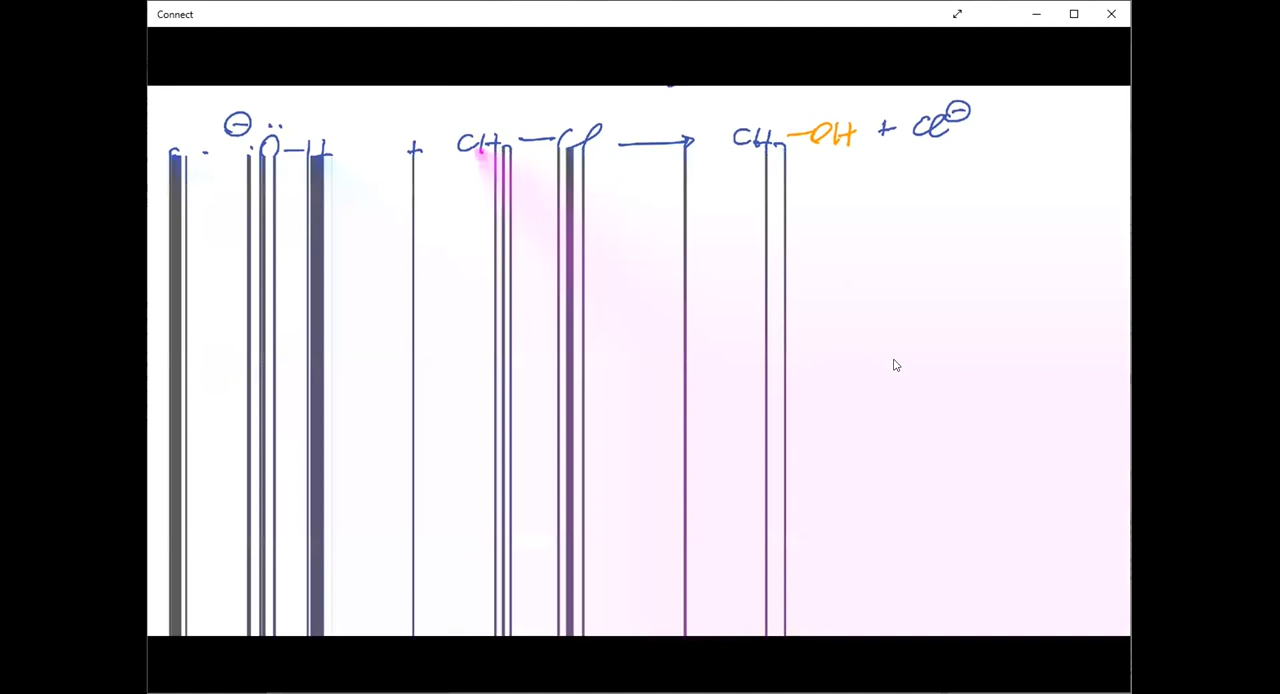 Connect
⊖ :Ö–H + CH₃–Cl ⟶ CH₃–OH + Cl⊖